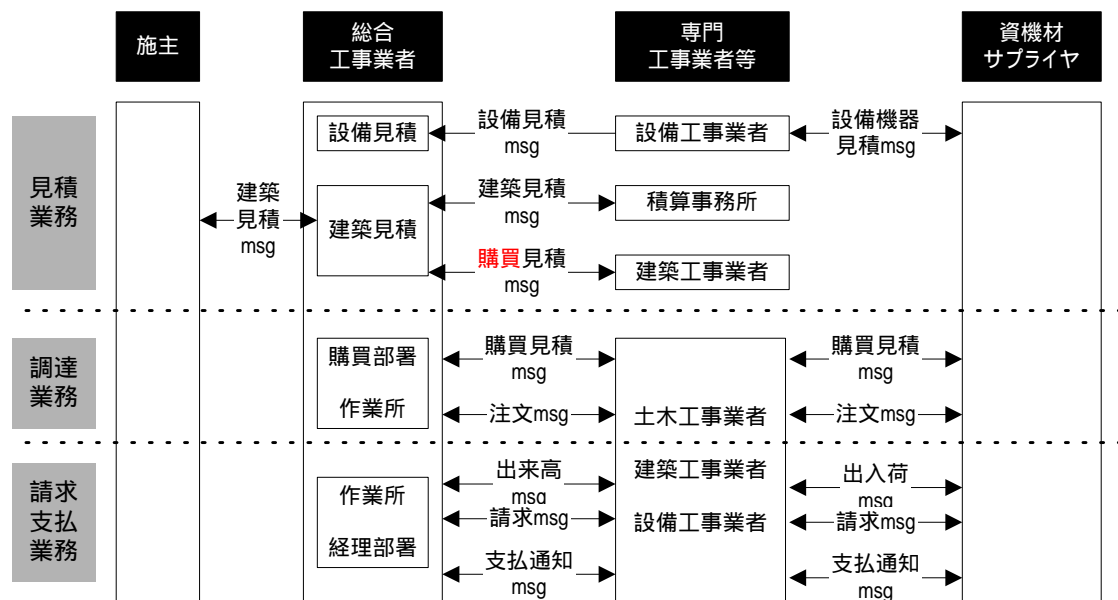 施主
総合
工事業者
専門
工事業者等
資機材
サプライヤ
見積
業務
設備見積
設備見積
msg
設備工事業者
設備機器
見積msg
建築
見積
msg
建築見積
建築見積
msg
積算事務所
購買見積
msg
建築工事業者
調達
業務
購買部署
作業所
購買見積
msg
注文msg
土木工事業者
購買見積
msg
注文msg
請求
支払
業務
作業所
経理部署
出来高
msg
請求msg
支払通知
msg
建築工事業者
設備工事業者
出入荷
msg
請求msg
支払通知
msg